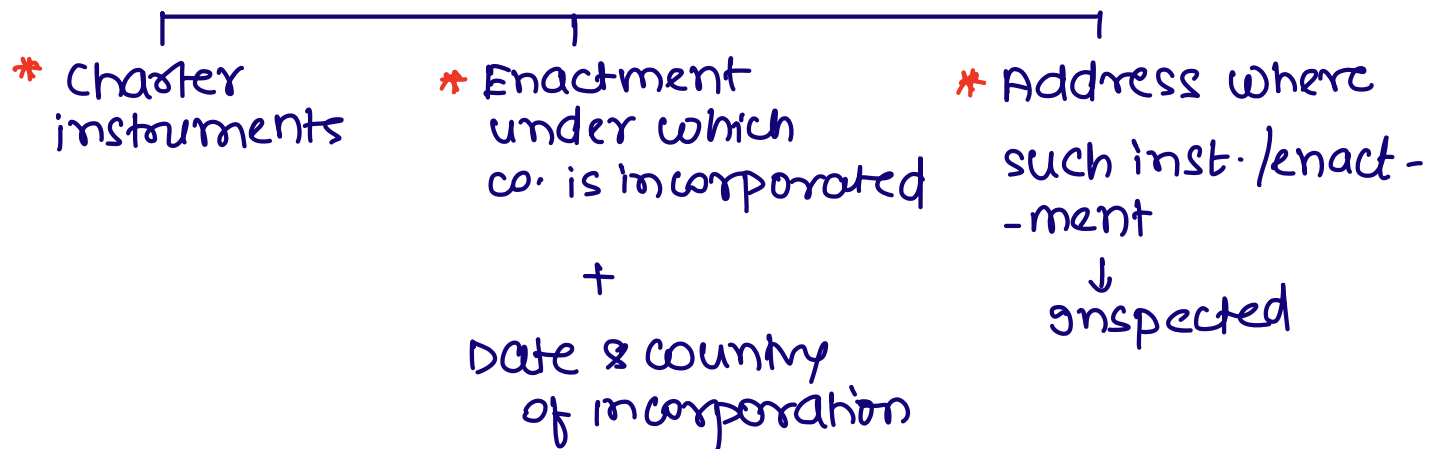 * Charter
instruments
* Enactment
under which
co. is incorporated
+
Date & country
of incorporation
* Address where
such inst. /enact -
- ment
↓
Inspected